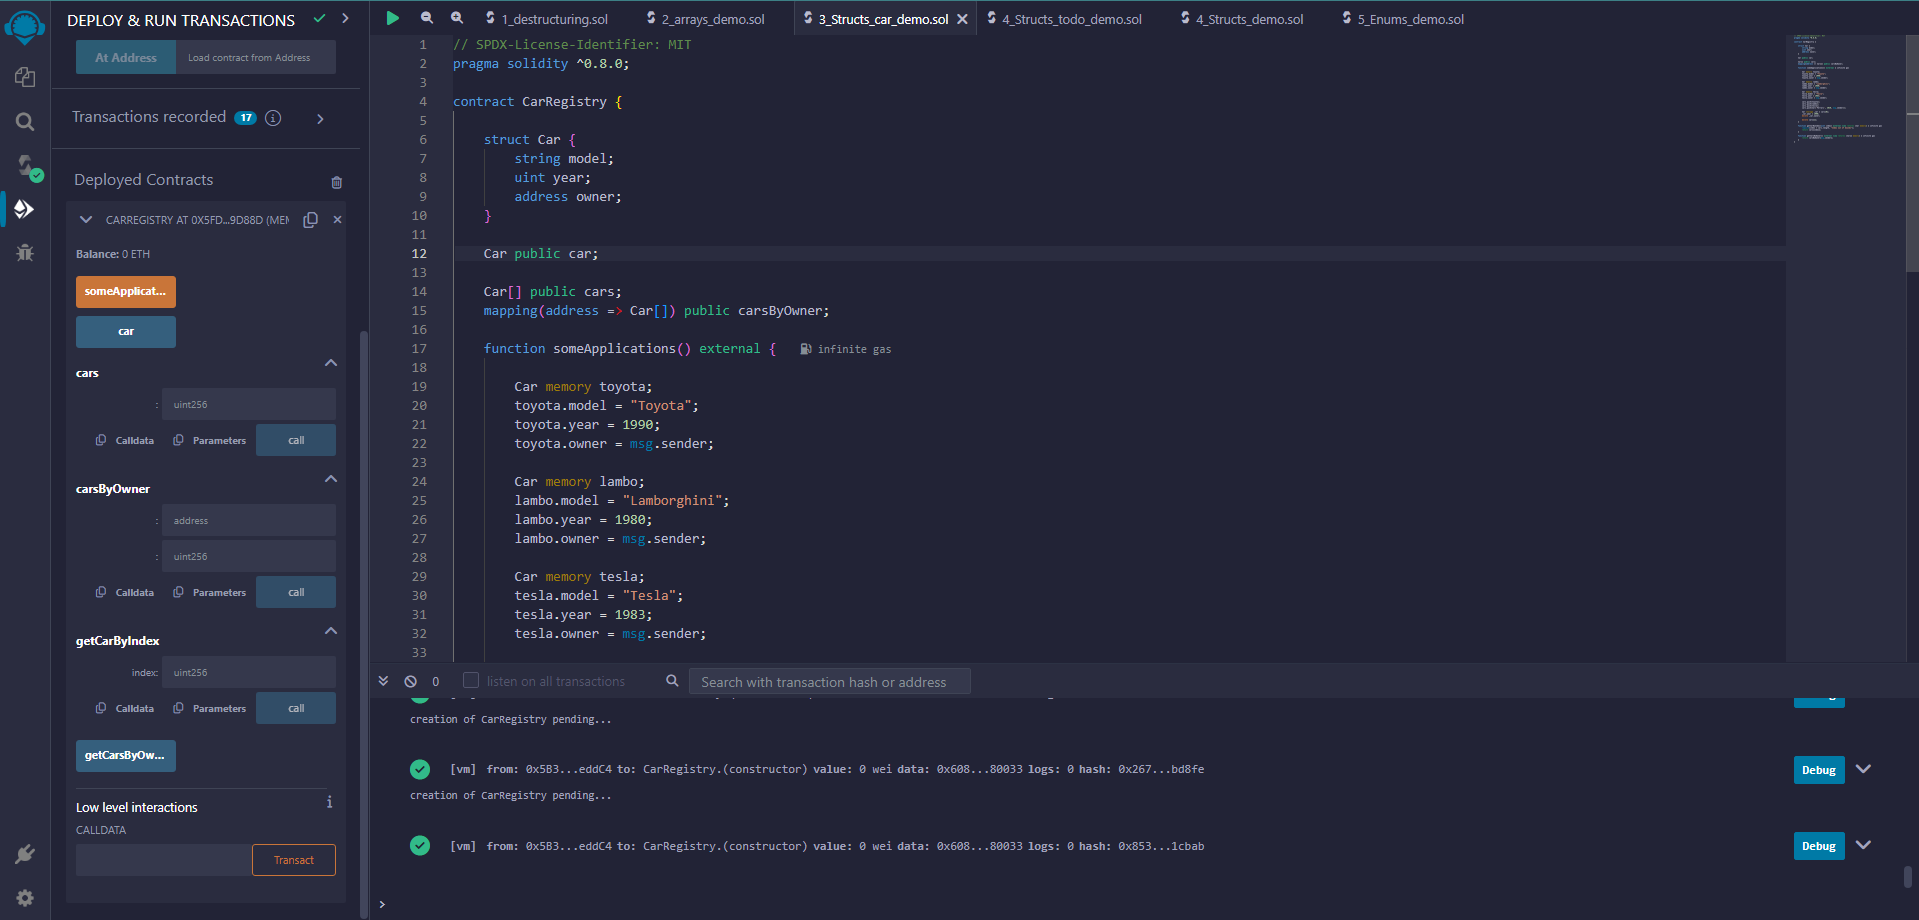 DEPLOY & RUN TRANSACTIONS
At Address
Load contract from Address
Transactions recorded 17
Deployed Contracts
CARREGISTRY AT 0X5FD...9D88D (MEM
Balance: 0 ETH
someApplicat...
car
cars
: uint256
Calldata Parameters call
carsByOwner
: address
: uint256
Calldata Parameters call
getCarByIndex
index: uint256
Calldata Parameters call
getCarsByOw...
Low level interactions
CALLDATA
Transact
1_destructuring.sol 2_arrays_demo.sol 3_Structs_car_demo.sol 4_Structs_todo_demo.sol 4_Structs_demo.sol 5_Enums_demo.sol
1 // SPDX-License-Identifier: MIT
2 pragma solidity ^0.8.0;
3
4 contract CarRegistry {
5
6 struct Car {
7 string model;
8 uint year;
9 address owner;
10 }
11
12 Car public car;
13
14 Car[] public cars;
15 mapping(address => Car[]) public carsByOwner;
16
17 function someApplications() external { infinite gas
18
19 Car memory toyota;
20 toyota.model = "Toyota";
21 toyota.year = 1990;
22 toyota.owner = msg.sender;
23
24 Car memory lambo;
25 lambo.model = "Lamborghini";
26 lambo.year = 1980;
27 lambo.owner = msg.sender;
28
29 Car memory tesla;
30 tesla.model = "Tesla";
31 tesla.year = 1983;
32 tesla.owner = msg.sender;
33
0 listen on all transactions Search with transaction hash or address
creation of CarRegistry pending...
[vm] from: 0x5B3...eddC4 to: CarRegistry.(constructor) value: 0 wei data: 0x608...80033 logs: 0 hash: 0x267...bd8fe Debug
creation of CarRegistry pending...
[vm] from: 0x5B3...eddC4 to: CarRegistry.(constructor) value: 0 wei data: 0x608...80033 logs: 0 hash: 0x853...1cbab Debug
>